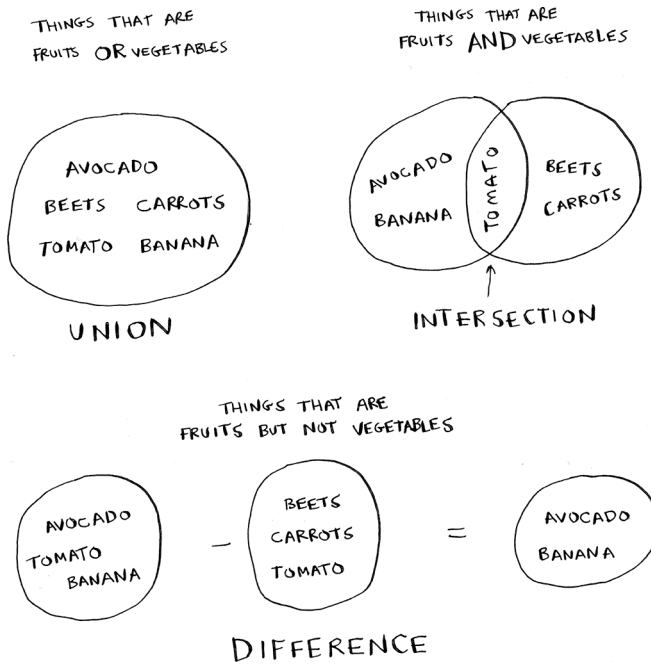 THINGS THAT ARE
FRUITS OR VEGETABLES
AVOCADO
BEETS CARROTS
TOMATO BANANA
UNION
THINGS THAT ARE
FRUITS AND VEGETABLES
AVOCADO
BANANA
TOMATO
BEETS
CARROTS
INTERSECTION
THINGS THAT ARE
FRUITS BUT NOT VEGETABLES
AVOCADO
TOMATO
BANANA
-
BEETS
CARROTS
TOMATO
=
AVOCADO
BANANA
DIFFERENCE